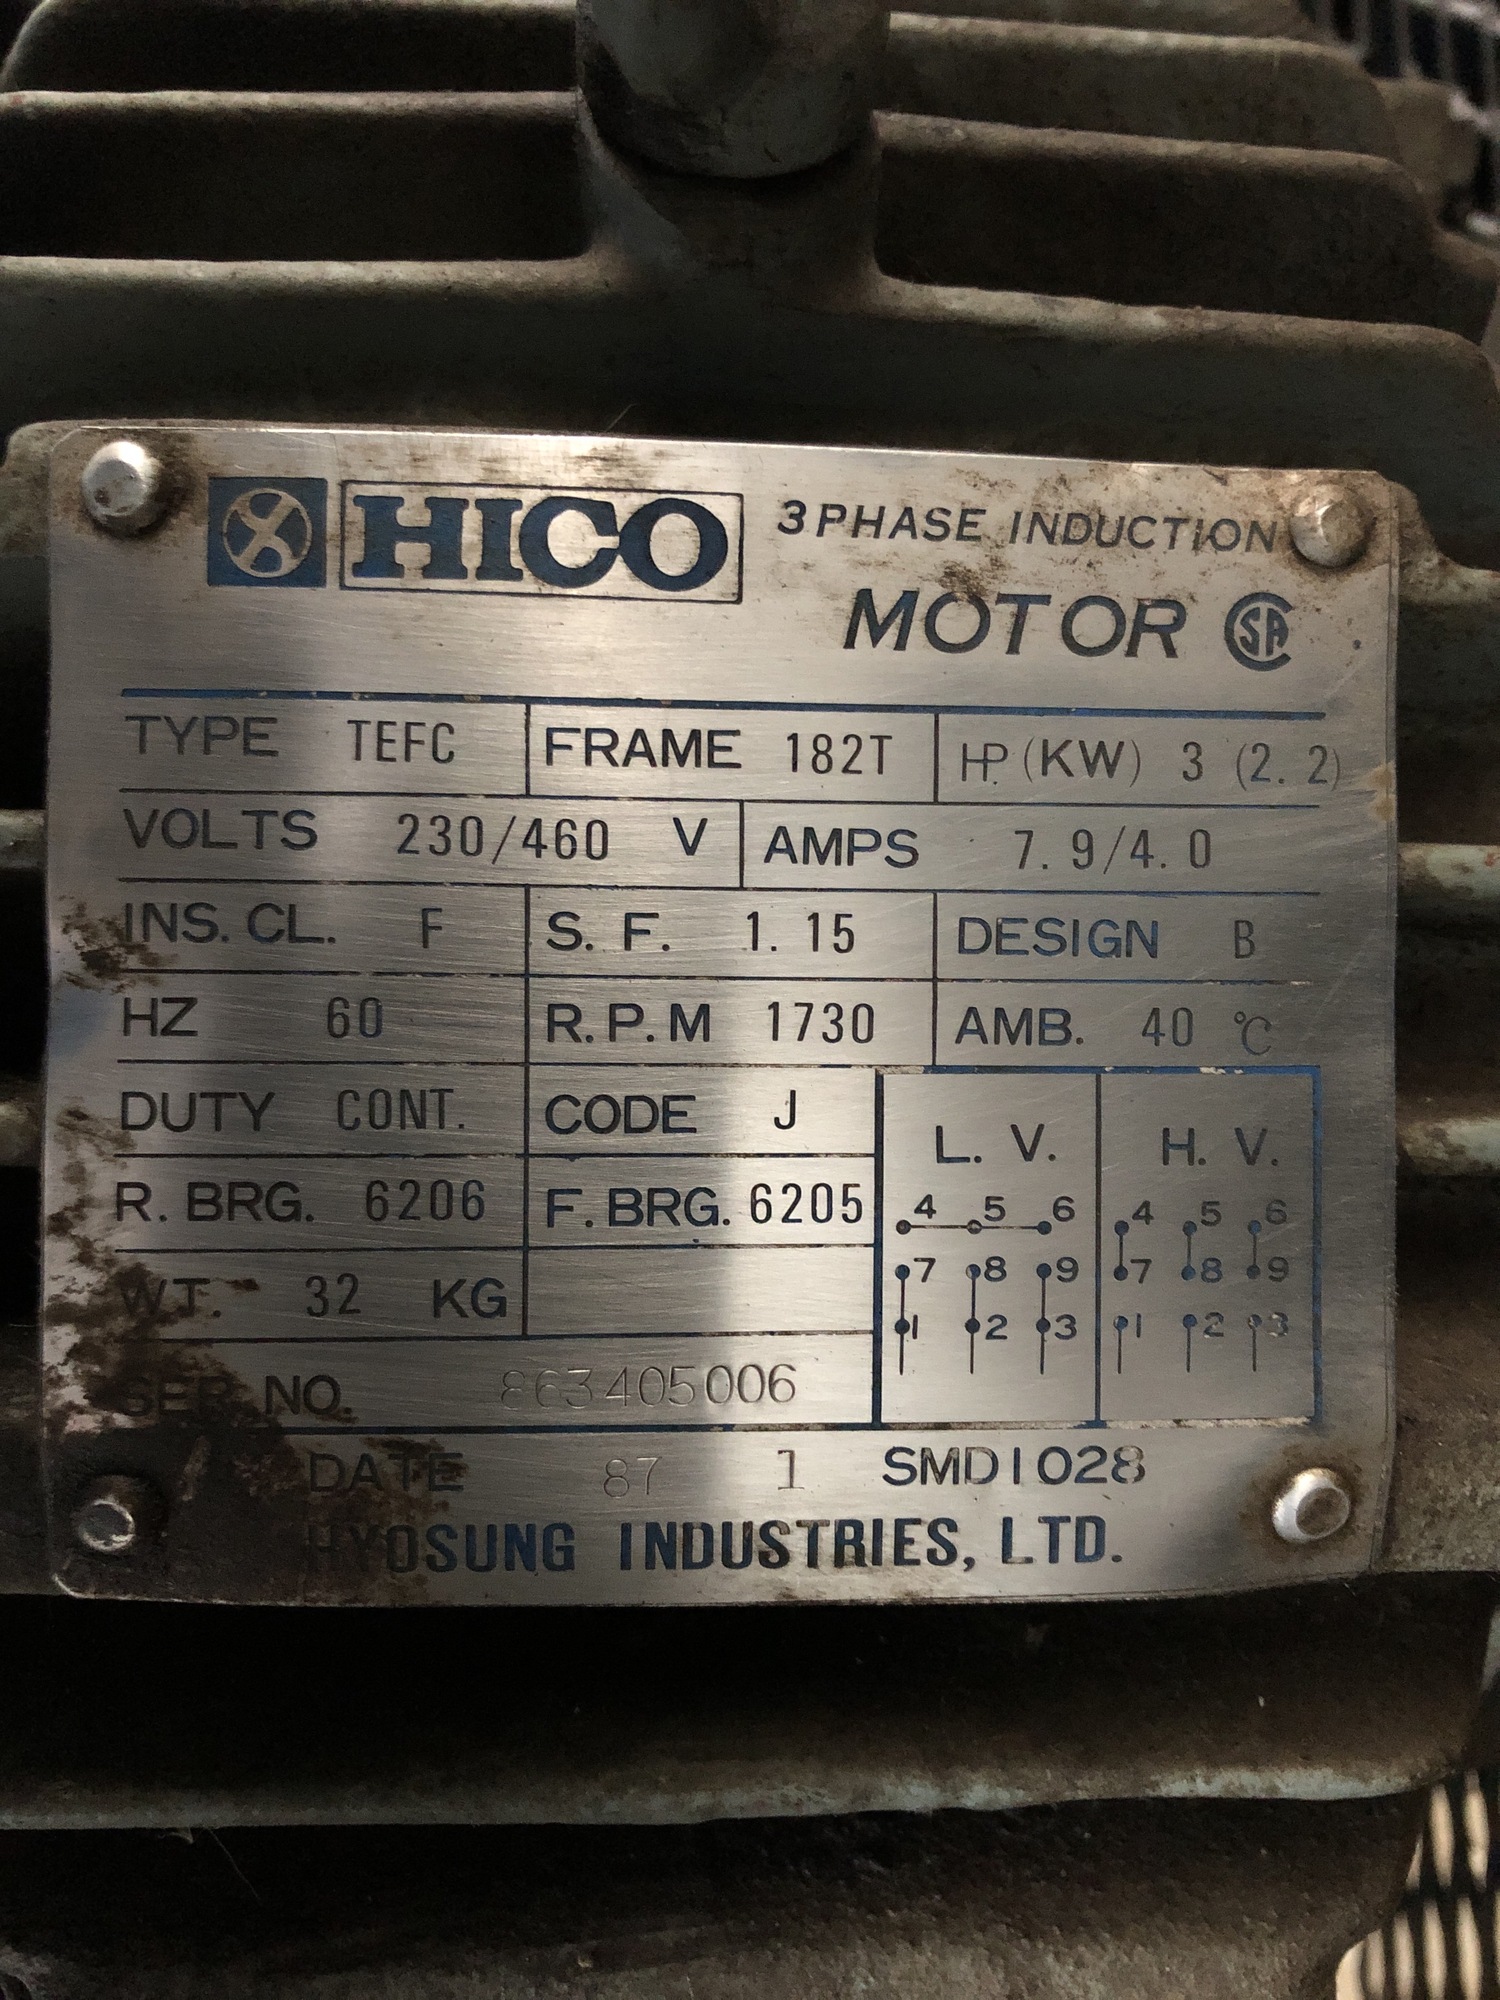 HICO 3 PHASE INDUCTION
MOTOR CSA
TYPE TEFC FRAME 182T HP (KW) 3 (2.2)
VOLTS 230/460 V AMPS 7.9/4.0
INS. CL. F S. F. 1.15 DESIGN B
HZ 60 R.P.M 1730 AMB. 40 °C
DUTY CONT. CODE J
L. V. H. V.
R. BRG. 6206 F. BRG. 6205
4 5 6 4 5 6
7 8 9 7 8 9
WT. 32 KG
1 2 3 1 2 3
SER NO. 863405006
DATE 87 1 SMD1028
HYOSUNG INDUSTRIES, LTD.